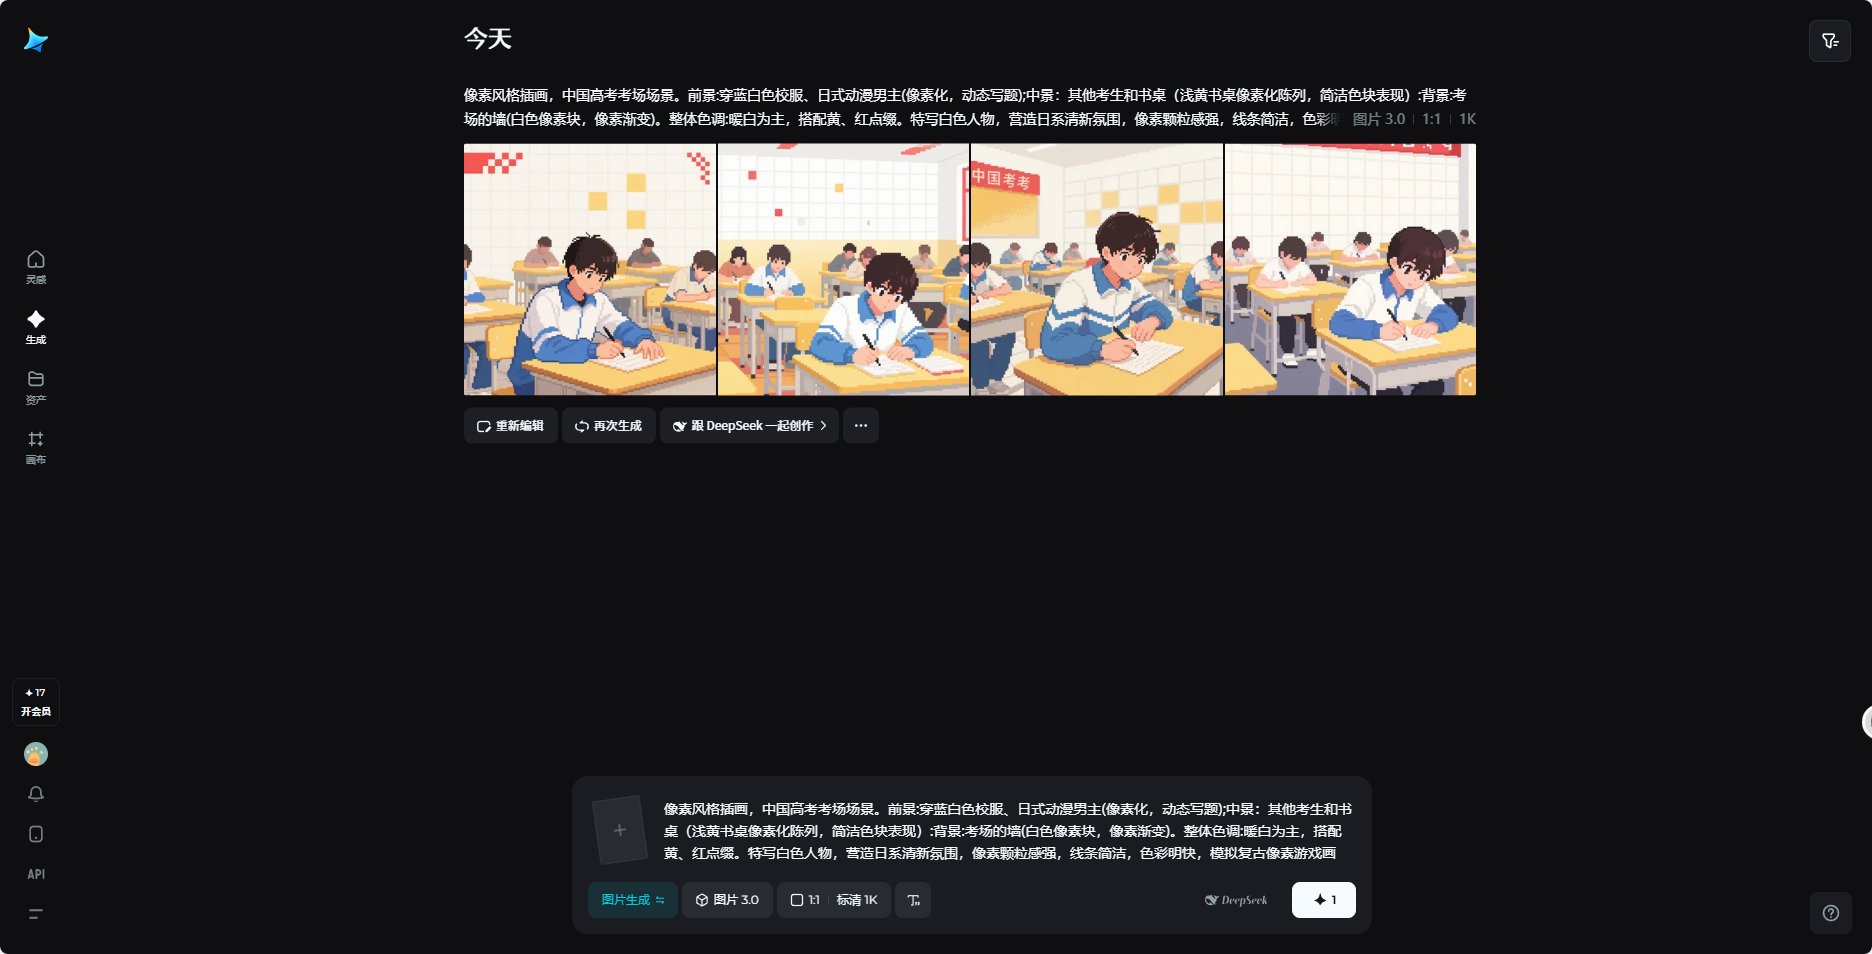 今天
像素风格插画，中国高考考场场景。前景:穿蓝白色校服、日式动漫男主(像素化，动态写题);中景：其他考生和书桌（浅黄书桌像素化陈列，简洁色块表现）:背景:考
场的墙(白色像素块，像素渐变)。整体色调:暖白为主，搭配黄、红点缀。特写白色人物，营造日系清新氛围，像素颗粒感强，线条简洁，色彩 图片 3.0 1:1 1K
中国考考
重新编辑 再次生成 跟 DeepSeek 一起创作
灵感
生成
资产
画布
17
开会员
API
像素风格插画，中国高考考场场景。前景:穿蓝白色校服、日式动漫男主(像素化，动态写题);中景：其他考生和书
桌（浅黄书桌像素化陈列，简洁色块表现）:背景:考场的墙(白色像素块，像素渐变)。整体色调:暖白为主，搭配
黄、红点缀。特写白色人物，营造日系清新氛围，像素颗粒感强，线条简洁，色彩明快，模拟复古像素游戏画
图片生成 图片 3.0 1:1 标清 1K DeepSeek 1